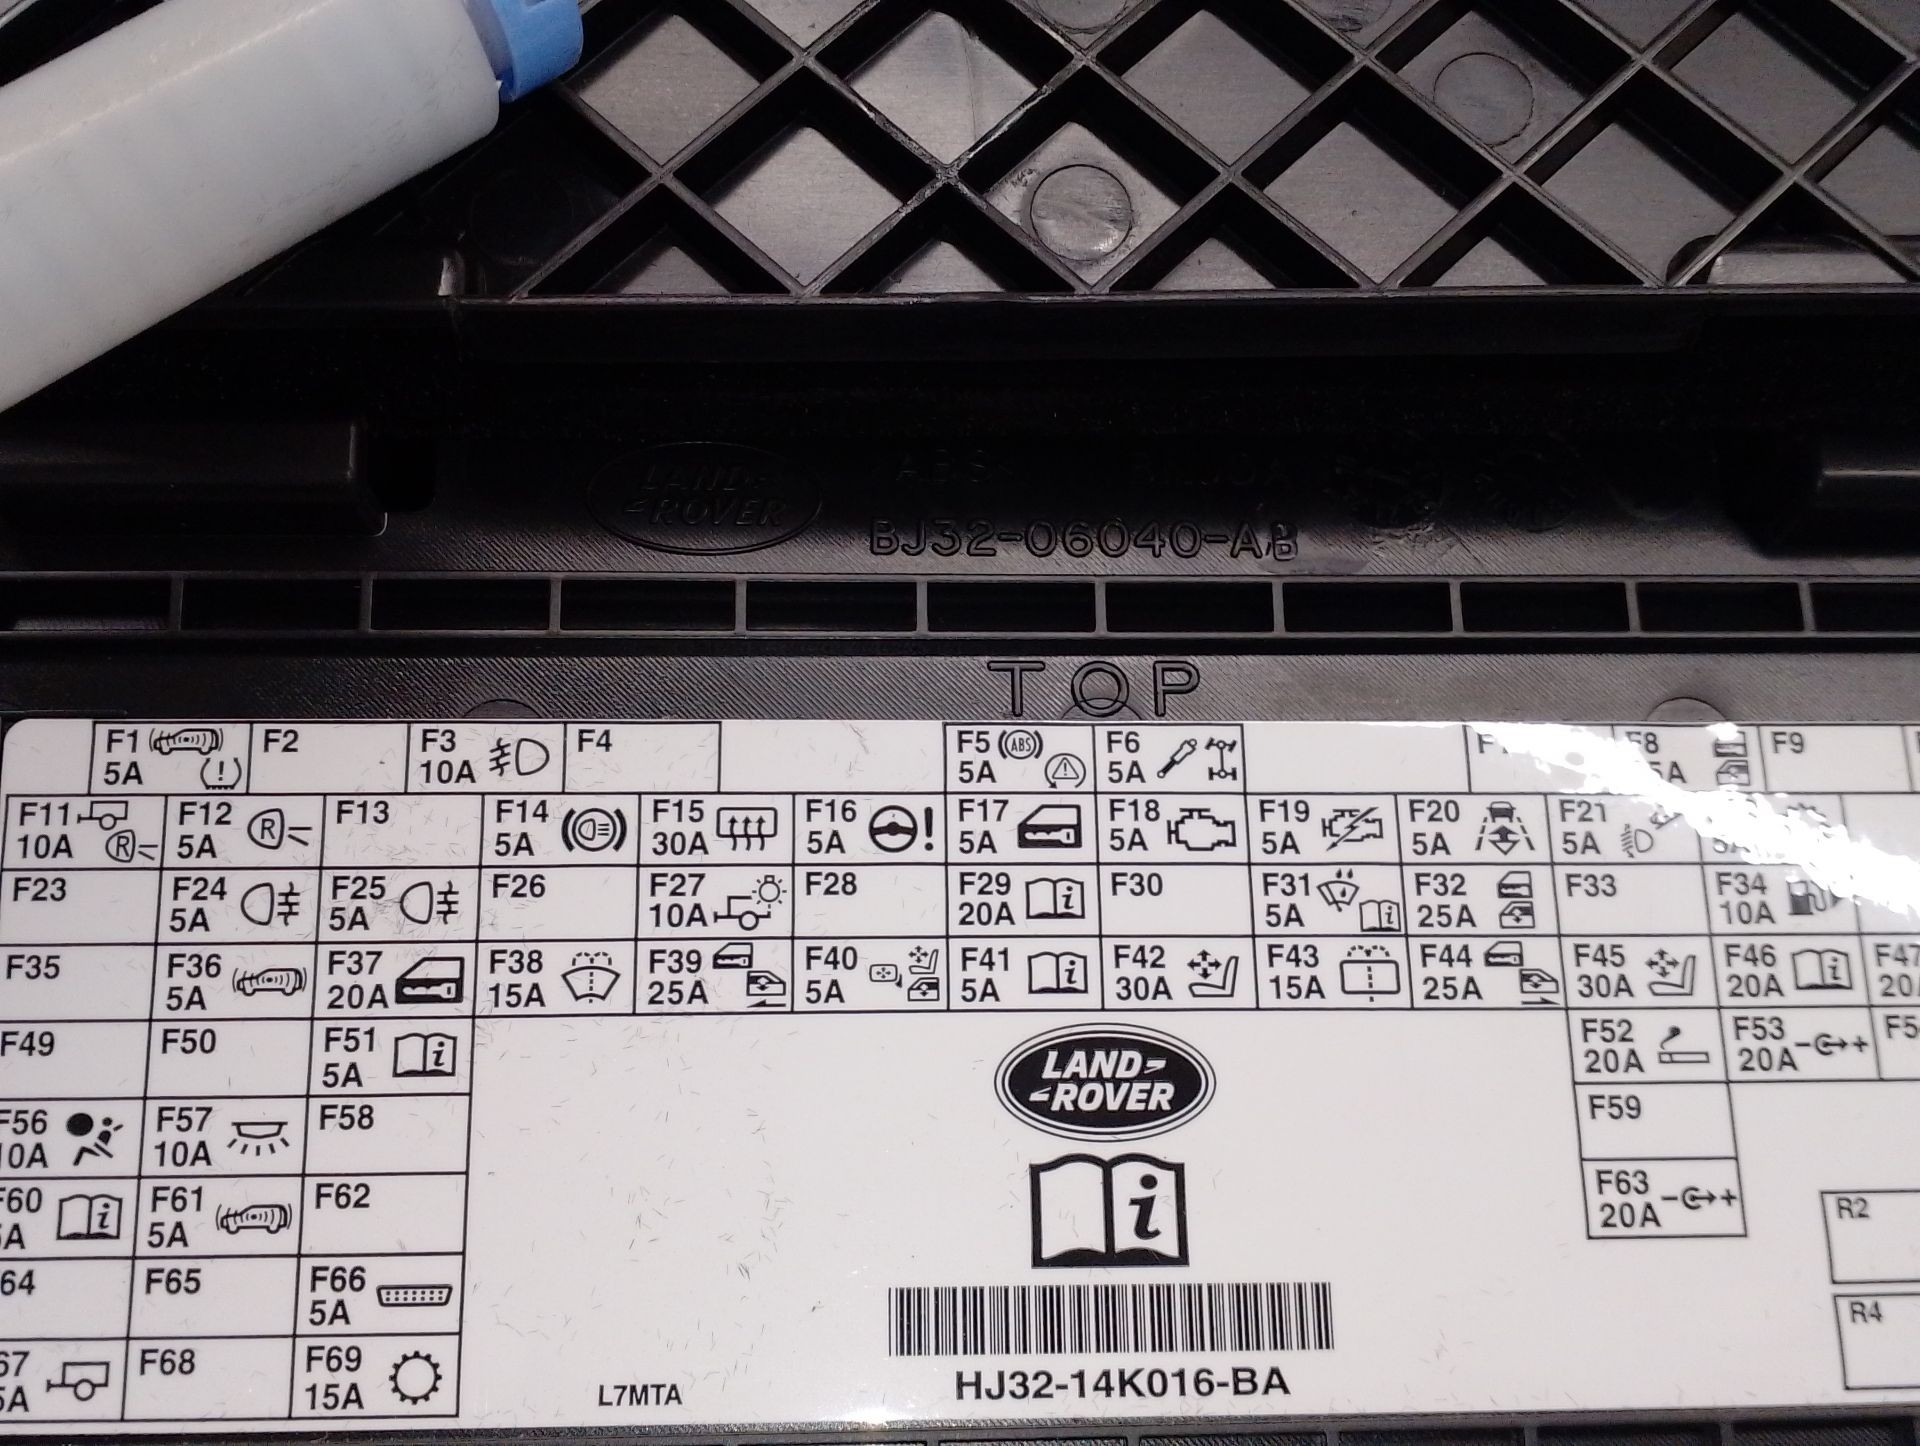 LAND-
-ROVER
BJ32-06040-AB
TOP
F1 F2 F3 F4 F5 ABS F6 F8 F9
5A 10A 5A 5A
F11 F12 R F13 F14 F15 F16 F17 F18 F19 F20 F21
10A R 5A 5A 30A 5A ! 5A 5A 5A 5A 5A
F23 F24 F25 F26 F27 F28 F29 F30 F31 F32 F33 F34
5A 5A 10A 20A i 5A i 25A 10A
F35 F36 F37 F38 F39 F40 F41 F42 F43 F44 F45 F46 F47
5A 20A 15A 25A 5A 5A i 30A 15A 25A 30A 20A i
F49 F50 F51 F52 F53
5A i 20A 20A - +
LAND-
-ROVER
F56 F57 F58 F59
10A 10A
F60 F61 F62 F63
i 5A 20A - +
i
R2
F65 F66
5A
R4
F68 F69
15A
L7MTA
HJ32-14K016-BA